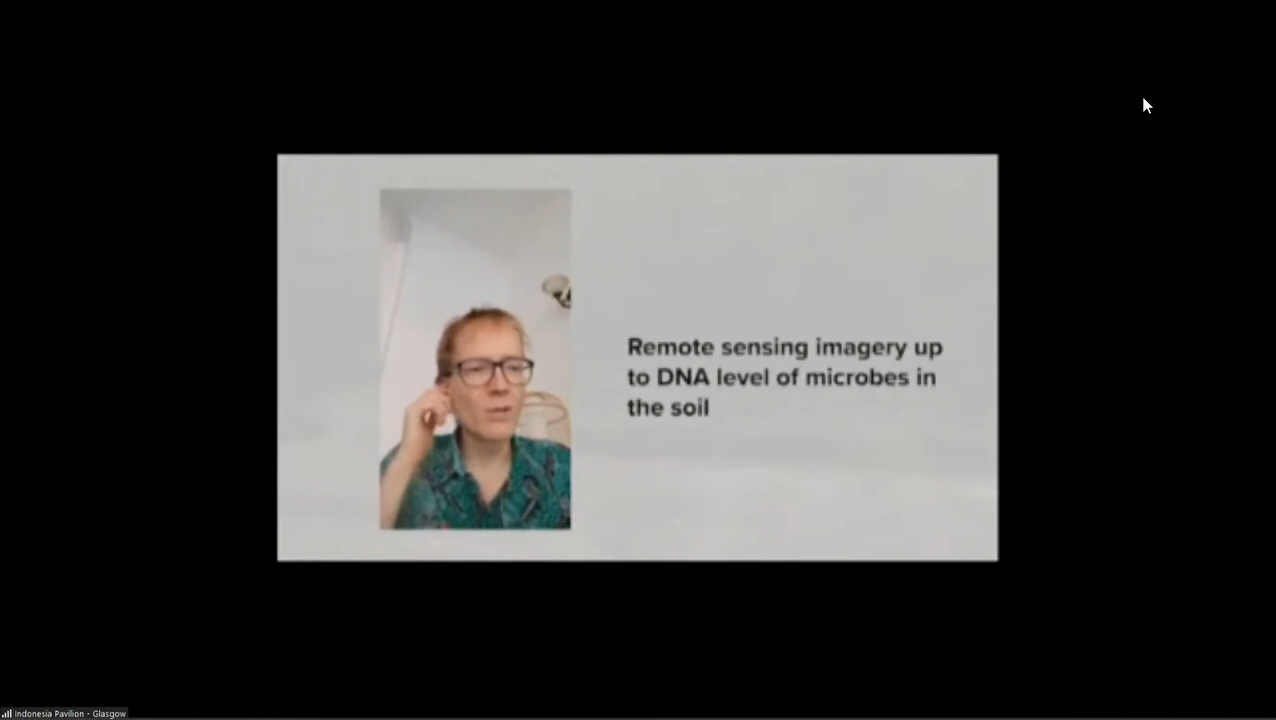 Remote sensing imagery up
to DNA level of microbes in
the soil
Indonesia Pavilion - Glasgow